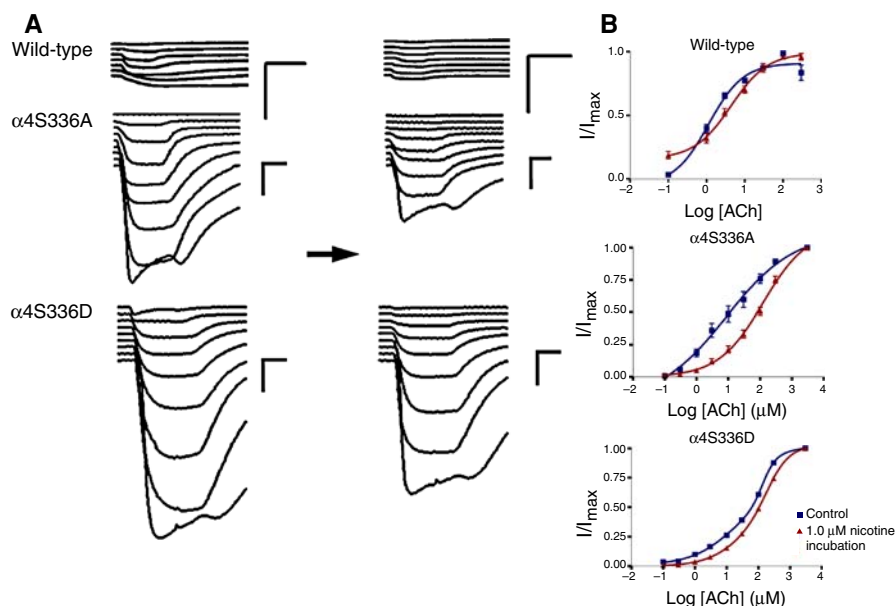 A
Wild-type
α4S336A
α4S336D
B
Wild-type
I/Imax
1.0
0.5
0.0
−2
−1
0
1
2
3
Log [ACh]
α4S336A
I/Imax
1.00
0.75
0.50
0.25
0.00
−2
−1
0
1
2
3
4
Log [ACh] (μM)
α4S336D
I/Imax
1.00
0.75
0.50
0.25
0.00
−2
−1
0
1
2
3
4
Log [ACh] (μM)
Control
1.0 μM nicotine
incubation